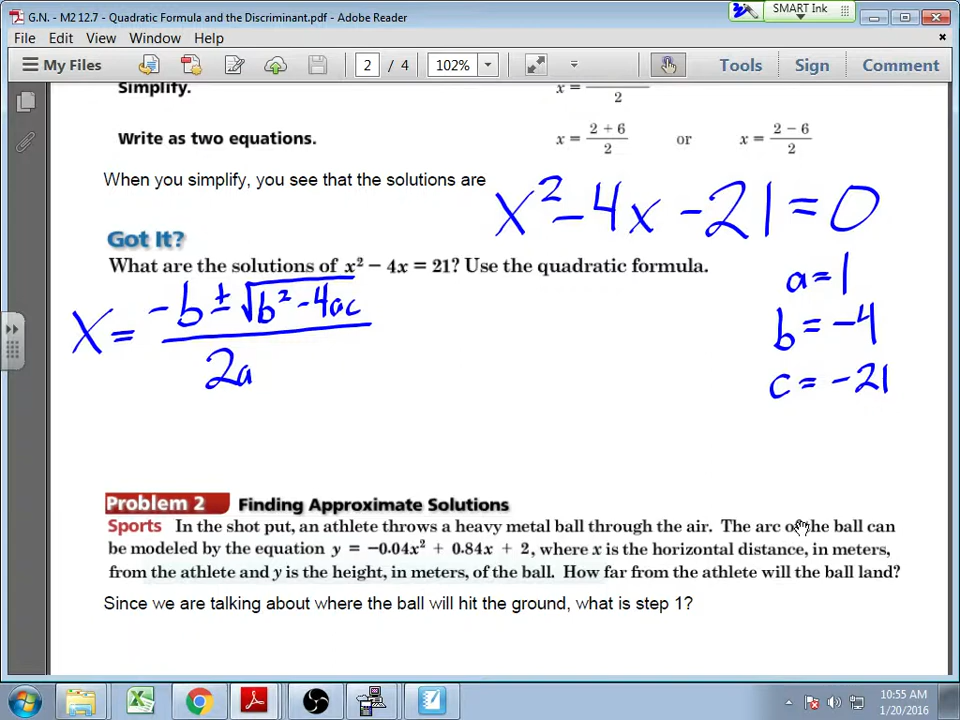 G.N. - M2 12.7 - Quadratic Formula and the Discriminant.pdf - Adobe Reader
SMART Ink
File Edit View Window Help
My Files 2 / 4 102% Tools Sign Comment
Simplify. x = 2
Write as two equations. x = (2 + 6)/2 or x = (2 − 6)/2
When you simplify, you see that the solutions are
x² - 4x - 21 = 0
Got It?
What are the solutions of x² − 4x = 21? Use the quadratic formula.
a = 1
x = (-b ± √(b² - 4ac))/2a
b = -4
c = -21
Problem 2 Finding Approximate Solutions
Sports In the shot put, an athlete throws a heavy metal ball through the air. The arc of the ball can
be modeled by the equation y = −0.04x² + 0.84x + 2, where x is the horizontal distance, in meters,
from the athlete and y is the height, in meters, of the ball. How far from the athlete will the ball land?
Since we are talking about where the ball will hit the ground, what is step 1?
10:55 AM
1/20/2016